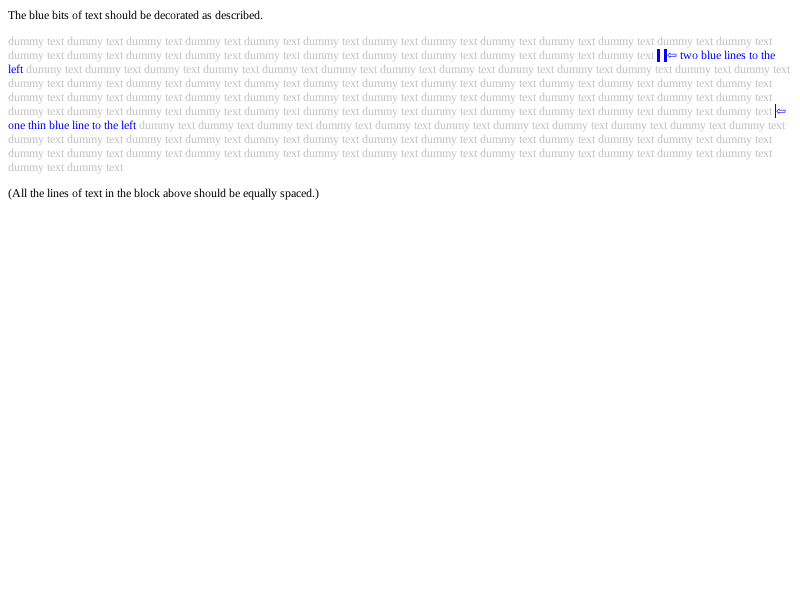 The blue bits of text should be decorated as described.
dummy text dummy text dummy text dummy text dummy text dummy text dummy text dummy text dummy text dummy text dummy text dummy text dummy text
dummy text dummy text dummy text dummy text dummy text dummy text dummy text dummy text dummy text dummy text dummy text ⇦ two blue lines to the
left dummy text dummy text dummy text dummy text dummy text dummy text dummy text dummy text dummy text dummy text dummy text dummy text dummy text
dummy text dummy text dummy text dummy text dummy text dummy text dummy text dummy text dummy text dummy text dummy text dummy text dummy text
dummy text dummy text dummy text dummy text dummy text dummy text dummy text dummy text dummy text dummy text dummy text dummy text dummy text
dummy text dummy text dummy text dummy text dummy text dummy text dummy text dummy text dummy text dummy text dummy text dummy text dummy text ⇦
one thin blue line to the left dummy text dummy text dummy text dummy text dummy text dummy text dummy text dummy text dummy text dummy text dummy text
dummy text dummy text dummy text dummy text dummy text dummy text dummy text dummy text dummy text dummy text dummy text dummy text dummy text
dummy text dummy text dummy text dummy text dummy text dummy text dummy text dummy text dummy text dummy text dummy text dummy text dummy text
dummy text dummy text
(All the lines of text in the block above should be equally spaced.)